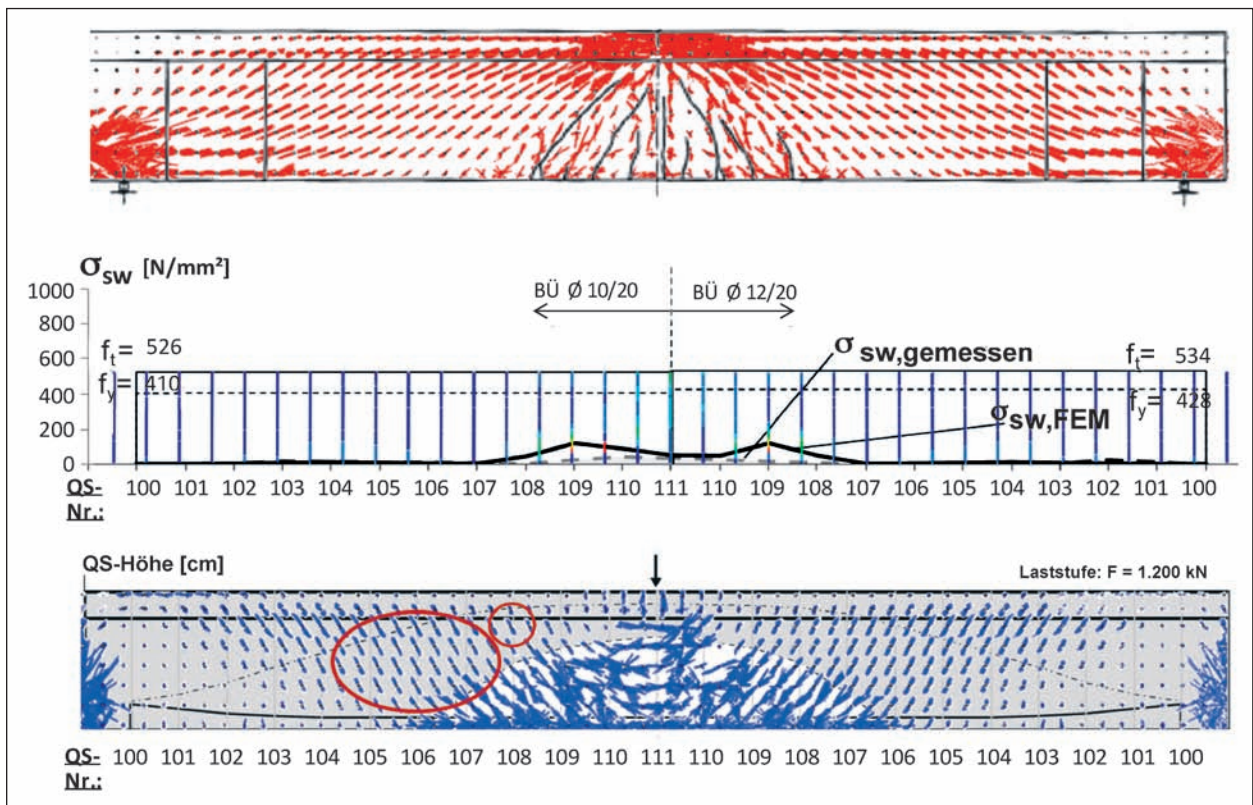 σsw [N/mm²]
1000
800
600
400
200
0
BÜ Ø 10/20
BÜ Ø 12/20
ft= 526
fy= 410
σsw,gemessen
ft= 534
fy= 428
σsw,FEM
QS-Nr.: 100 101 102 103 104 105 106 107 108 109 110 111 110 109 108 107 106 105 104 103 102 101 100
QS-Höhe [cm]
Laststufe: F = 1.200 kN
QS-Nr.: 100 101 102 103 104 105 106 107 108 109 110 111 110 109 108 107 106 105 104 103 102 101 100